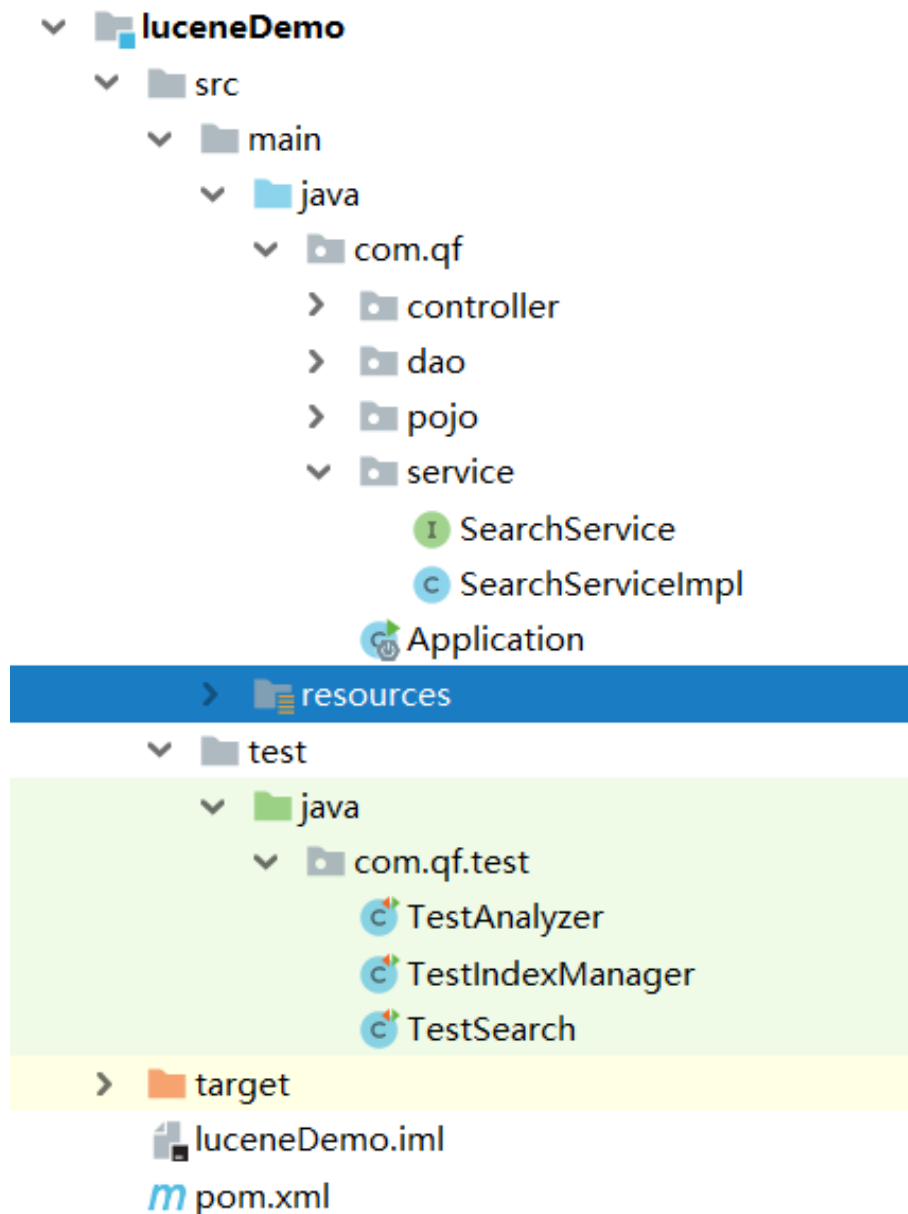 luceneDemo
src
main
java
com.qf
controller
dao
pojo
service
I SearchService
C SearchServiceImpl
C Application
resources
test
java
com.qf.test
C TestAnalyzer
C TestIndexManager
C TestSearch
target
luceneDemo.iml
m pom.xml